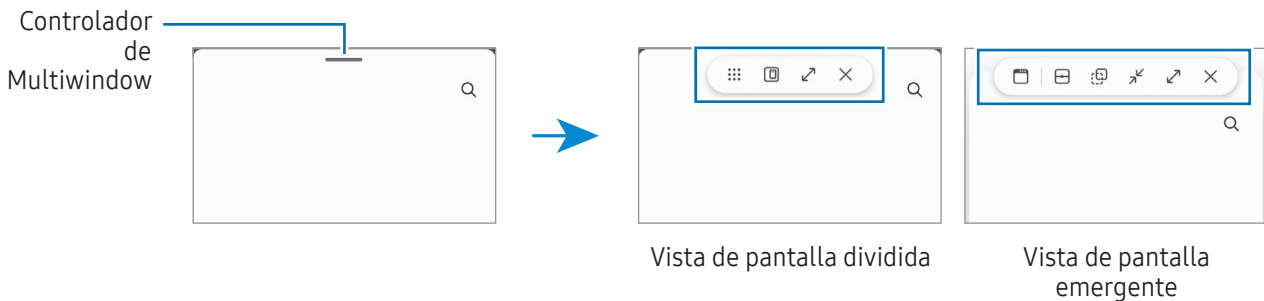 Controlador
de
Multiwindow
Vista de pantalla dividida
Vista de pantalla
emergente